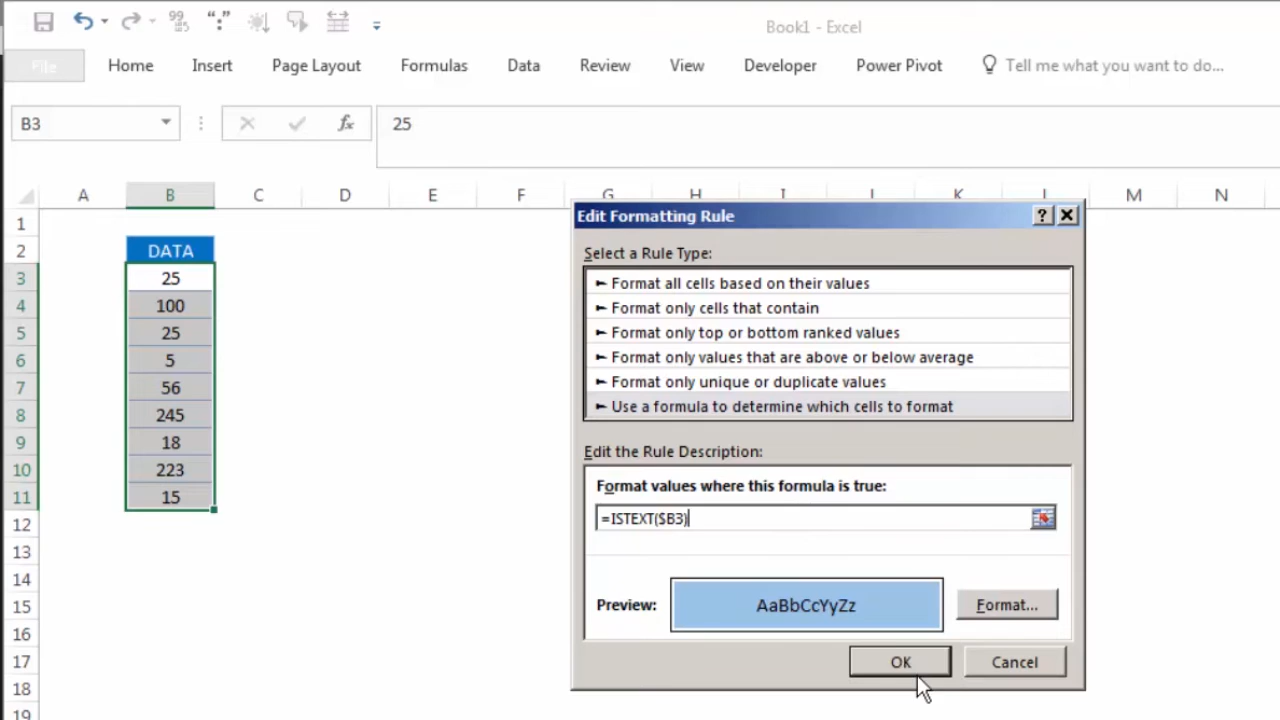 Book1 - Excel
File
Home
Insert
Page Layout
Formulas
Data
Review
View
Developer
Power Pivot
Tell me what you want to do...
B3
fx
25
A
B
C
D
E
F
G
H
I
J
K
L
M
N
1
2
DATA
3
25
4
100
5
25
6
5
7
56
8
245
9
18
10
223
11
15
12
13
14
15
16
17
18
19
Edit Formatting Rule
?
Select a Rule Type:
► Format all cells based on their values
► Format only cells that contain
► Format only top or bottom ranked values
► Format only values that are above or below average
► Format only unique or duplicate values
► Use a formula to determine which cells to format
Edit the Rule Description:
Format values where this formula is true:
=ISTEXT($B3)
Preview:
AaBbCcYyZz
Format...
OK
Cancel